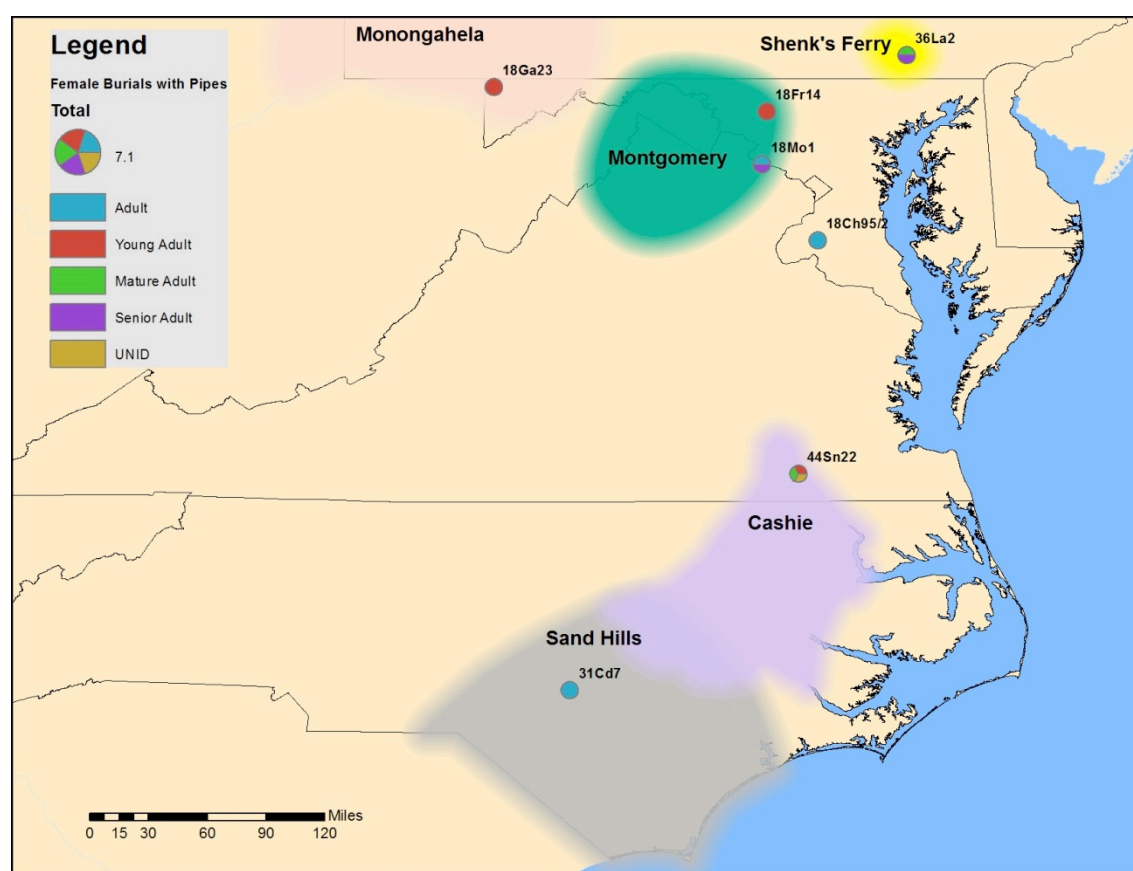 Legend
Female Burials with Pipes
Total
7.1
Adult
Young Adult
Mature Adult
Senior Adult
UNID
Monongahela
18Ga23
Shenk's Ferry
36La2
18Fr14
18Mo1
Montgomery
18Ch95/2
44Sn22
Cashie
Sand Hills
31Cd7
Miles
0 15 30 60 90 120